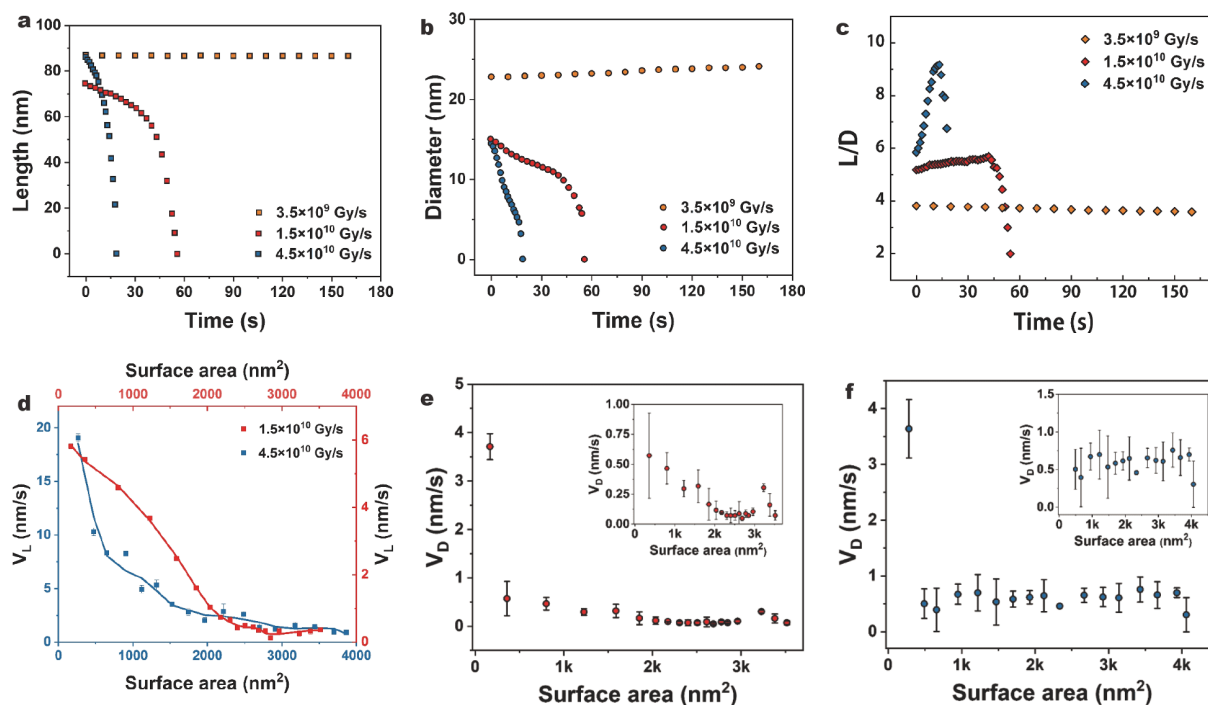 a
100
80
60
40
20
0
Length (nm)
3.5×10⁹ Gy/s
1.5×10¹⁰ Gy/s
4.5×10¹⁰ Gy/s
0 30 60 90 120 150 180
Time (s)
b
30
20
10
0
Diameter (nm)
3.5×10⁹ Gy/s
1.5×10¹⁰ Gy/s
4.5×10¹⁰ Gy/s
0 30 60 90 120 150 180
Time (s)
c
10
8
6
4
2
L/D
3.5×10⁹ Gy/s
1.5×10¹⁰ Gy/s
4.5×10¹⁰ Gy/s
0 30 60 90 120 150
Time (s)
d
Surface area (nm²)
0 1000 2000 3000 4000
20
15
10
5
0
V_L (nm/s)
1.5×10¹⁰ Gy/s
4.5×10¹⁰ Gy/s
6
4
2
0
V_L (nm/s)
0 1000 2000 3000 4000
Surface area (nm²)
e
5
4
3
2
1
0
V_D (nm/s)
1.00
0.75
0.50
0.25
0.00
V_D (nm/s)
0 1k 2k 3k
Surface area (nm²)
0 1k 2k 3k
Surface area (nm²)
f
4
3
2
1
0
V_D (nm/s)
1.5
1.0
0.5
0.0
V_D (nm/s)
0 1k 2k 3k 4k
Surface area (nm²)
0 1k 2k 3k 4k
Surface area (nm²)